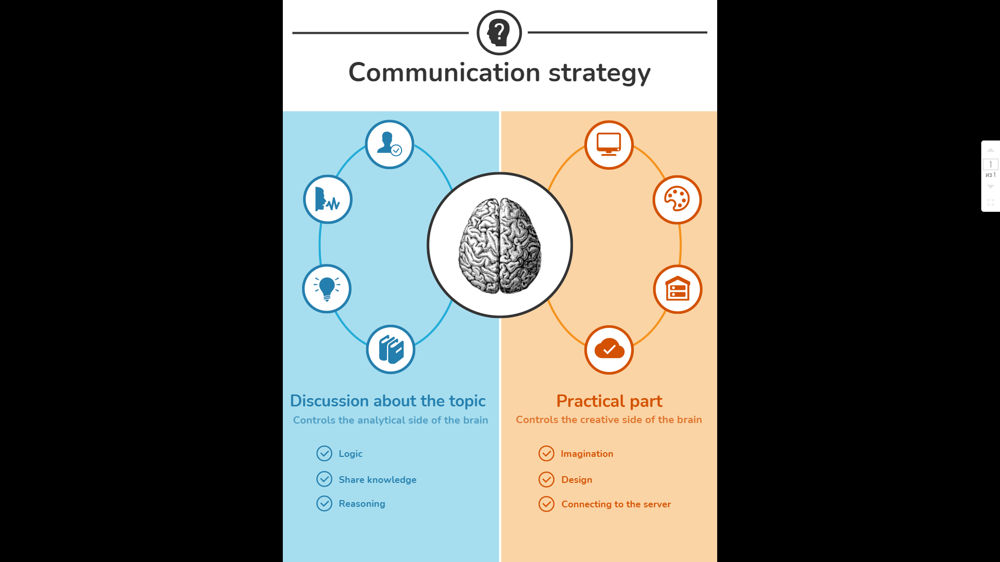 ?
Communication strategy
Discussion about the topic
Controls the analytical side of the brain
Logic
Share knowledge
Reasoning
Practical part
Controls the creative side of the brain
Imagination
Design
Connecting to the server
1
из 1